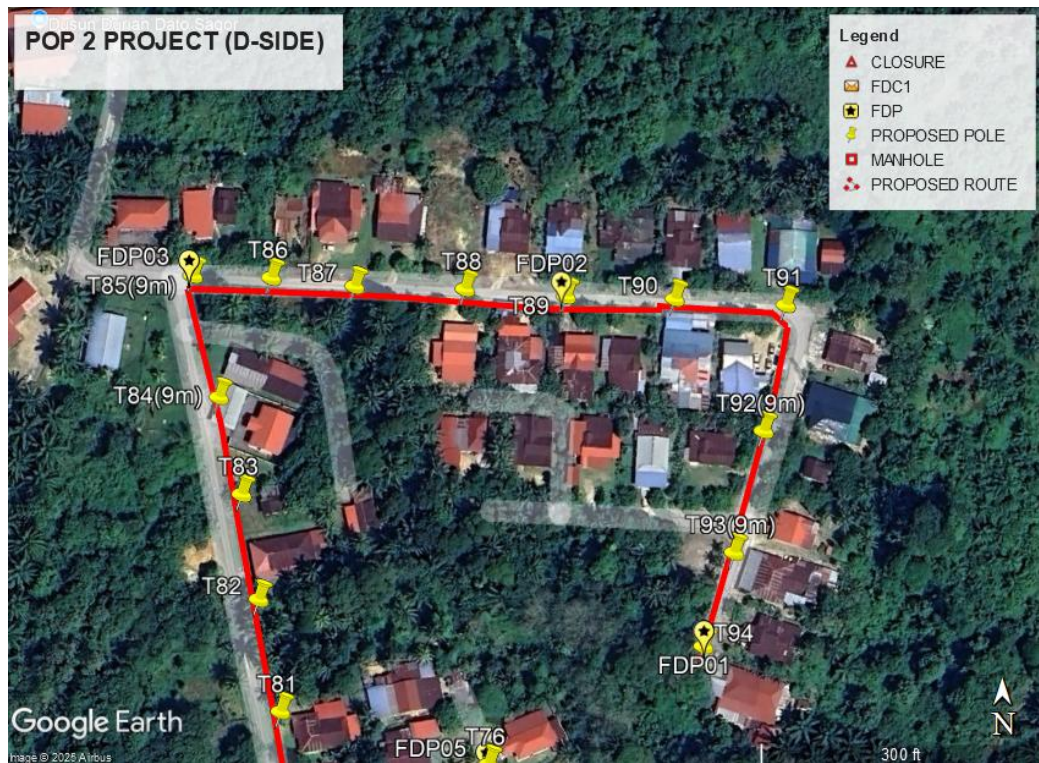 Dusun Durian Dato Sagor
POP 2 PROJECT (D-SIDE)
Legend
CLOSURE
FDC1
FDP
PROPOSED POLE
MANHOLE
PROPOSED ROUTE
FDP03
T86
T85(9m)
T87
T88
FDP02
T89
T90
T91
T84(9m)
T92(9m)
T83
T93(9m)
T82
T94
FDP01
T81
Google Earth
FDP05
T76
N
300 ft
Image © 2025 Airbus